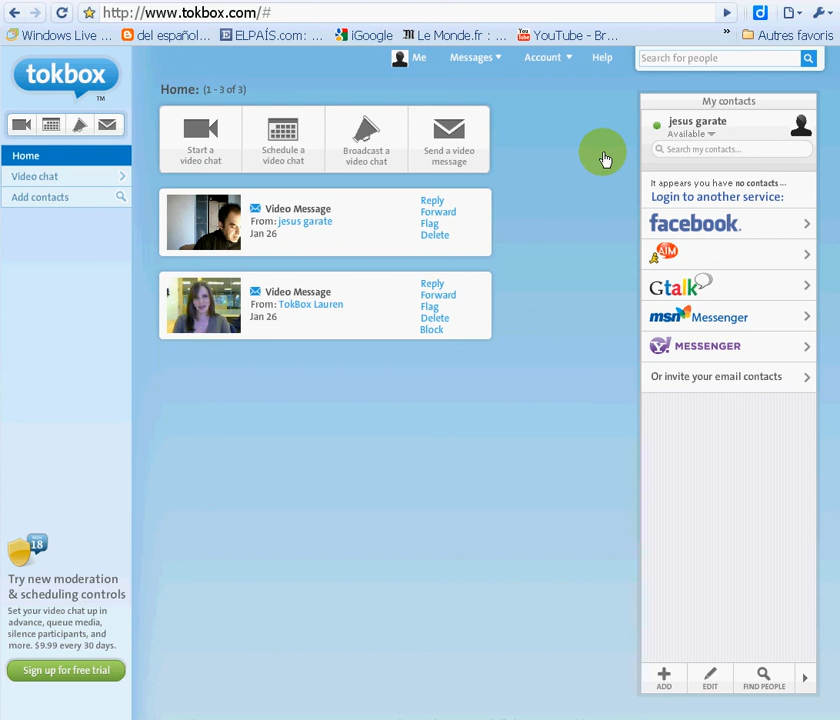 http://www.tokbox.com/#
Windows Live ...
del español...
ELPAÍS.com: ...
iGoogle
Le Monde.fr : ...
YouTube - Br...
»
Otras favoris
tokbox
TM
Me
Messages
Account
Help
Search for people
Home: (1 - 3 of 3)
Start a
video chat
Schedule a
video chat
Broadcast a
video chat
Send a video
message
Home
Video chat
Add contacts
Video Message
From: jesus garate
Jan 26
Reply
Forward
Flag
Delete
Video Message
From: TokBox Lauren
Jan 26
Reply
Forward
Flag
Delete
Block
My contacts
jesus garate
Available
Search my contacts...
It appears you have no contacts...
Login to another service:
facebook.
AIM
Gtalk
msn Messenger
Y! MESSENGER
Or invite your email contacts
ADD
EDIT
FIND PEOPLE
18
Try new moderation
& scheduling controls
Set your video chat up in
advance, queue media,
silence participants, and
more. $9.99 every 30 days.
Sign up for free trial